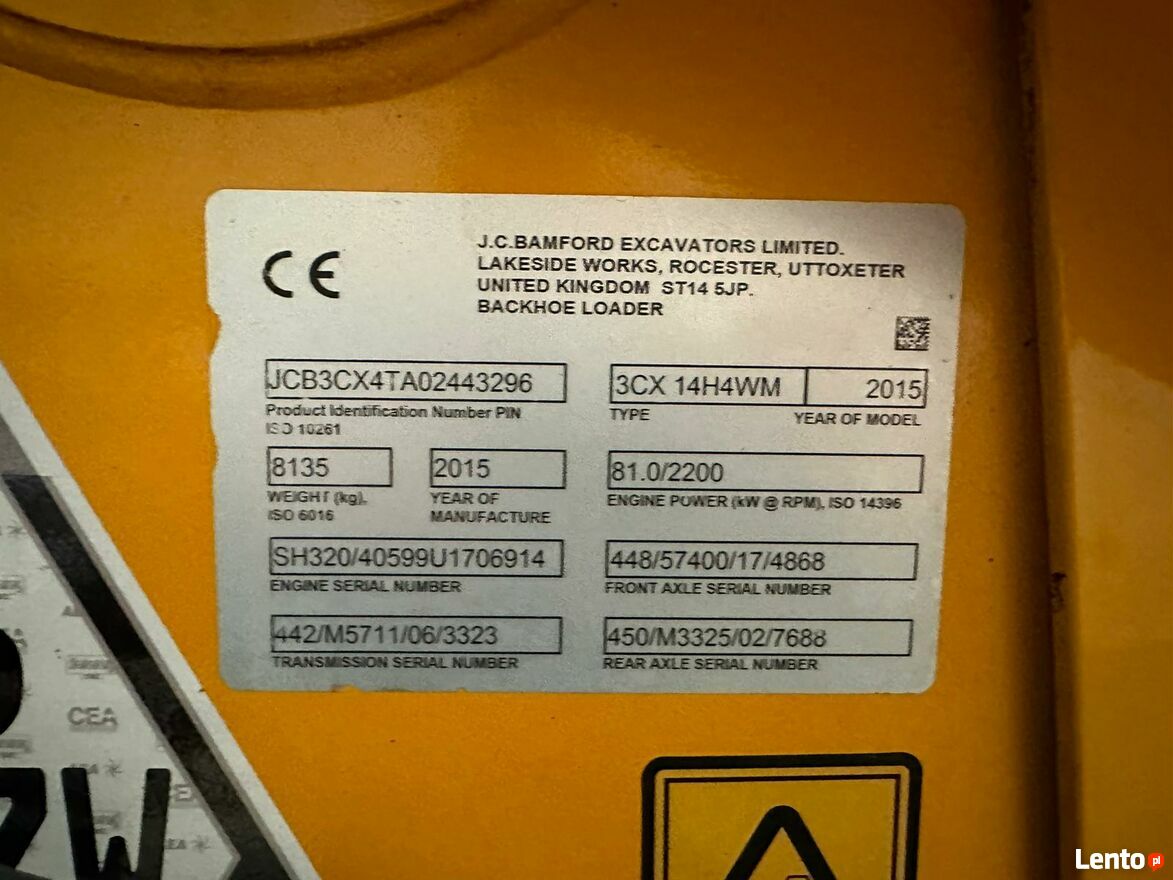 CE
J.C.BAMFORD EXCAVATORS LIMITED.
LAKESIDE WORKS, ROCESTER, UTTOXETER
UNITED KINGDOM ST14 5JP.
BACKHOE LOADER
JCB3CX4TA02443296
Product Identification Number PIN
ISO 10261
3CX 14H4WM
2015
TYPE
YEAR OF MODEL
8135
WEIGHT (kg),
ISO 6016
2015
YEAR OF
MANUFACTURE
81.0/2200
ENGINE POWER (kW @ RPM), ISO 14396
SH320/40599U1706914
ENGINE SERIAL NUMBER
448/57400/17/4868
FRONT AXLE SERIAL NUMBER
442/M5711/06/3323
TRANSMISSION SERIAL NUMBER
450/M3325/02/7688
REAR AXLE SERIAL NUMBER
CEA
W
Lento.pl